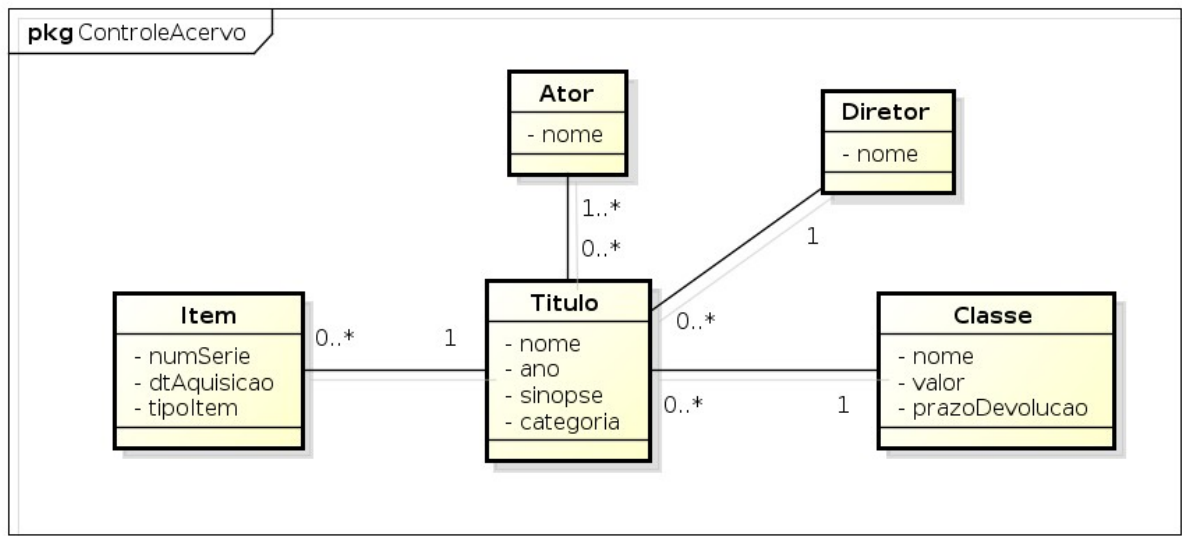 pkg ControleAcervo
Ator
- nome
Diretor
- nome
1..*
0..*
1
0..*
Item
- numSerie
- dtAquisicao
- tipoItem
0..*
1
Titulo
- nome
- ano
- sinopse
- categoria
0..*
1
Classe
- nome
- valor
- prazoDevolucao